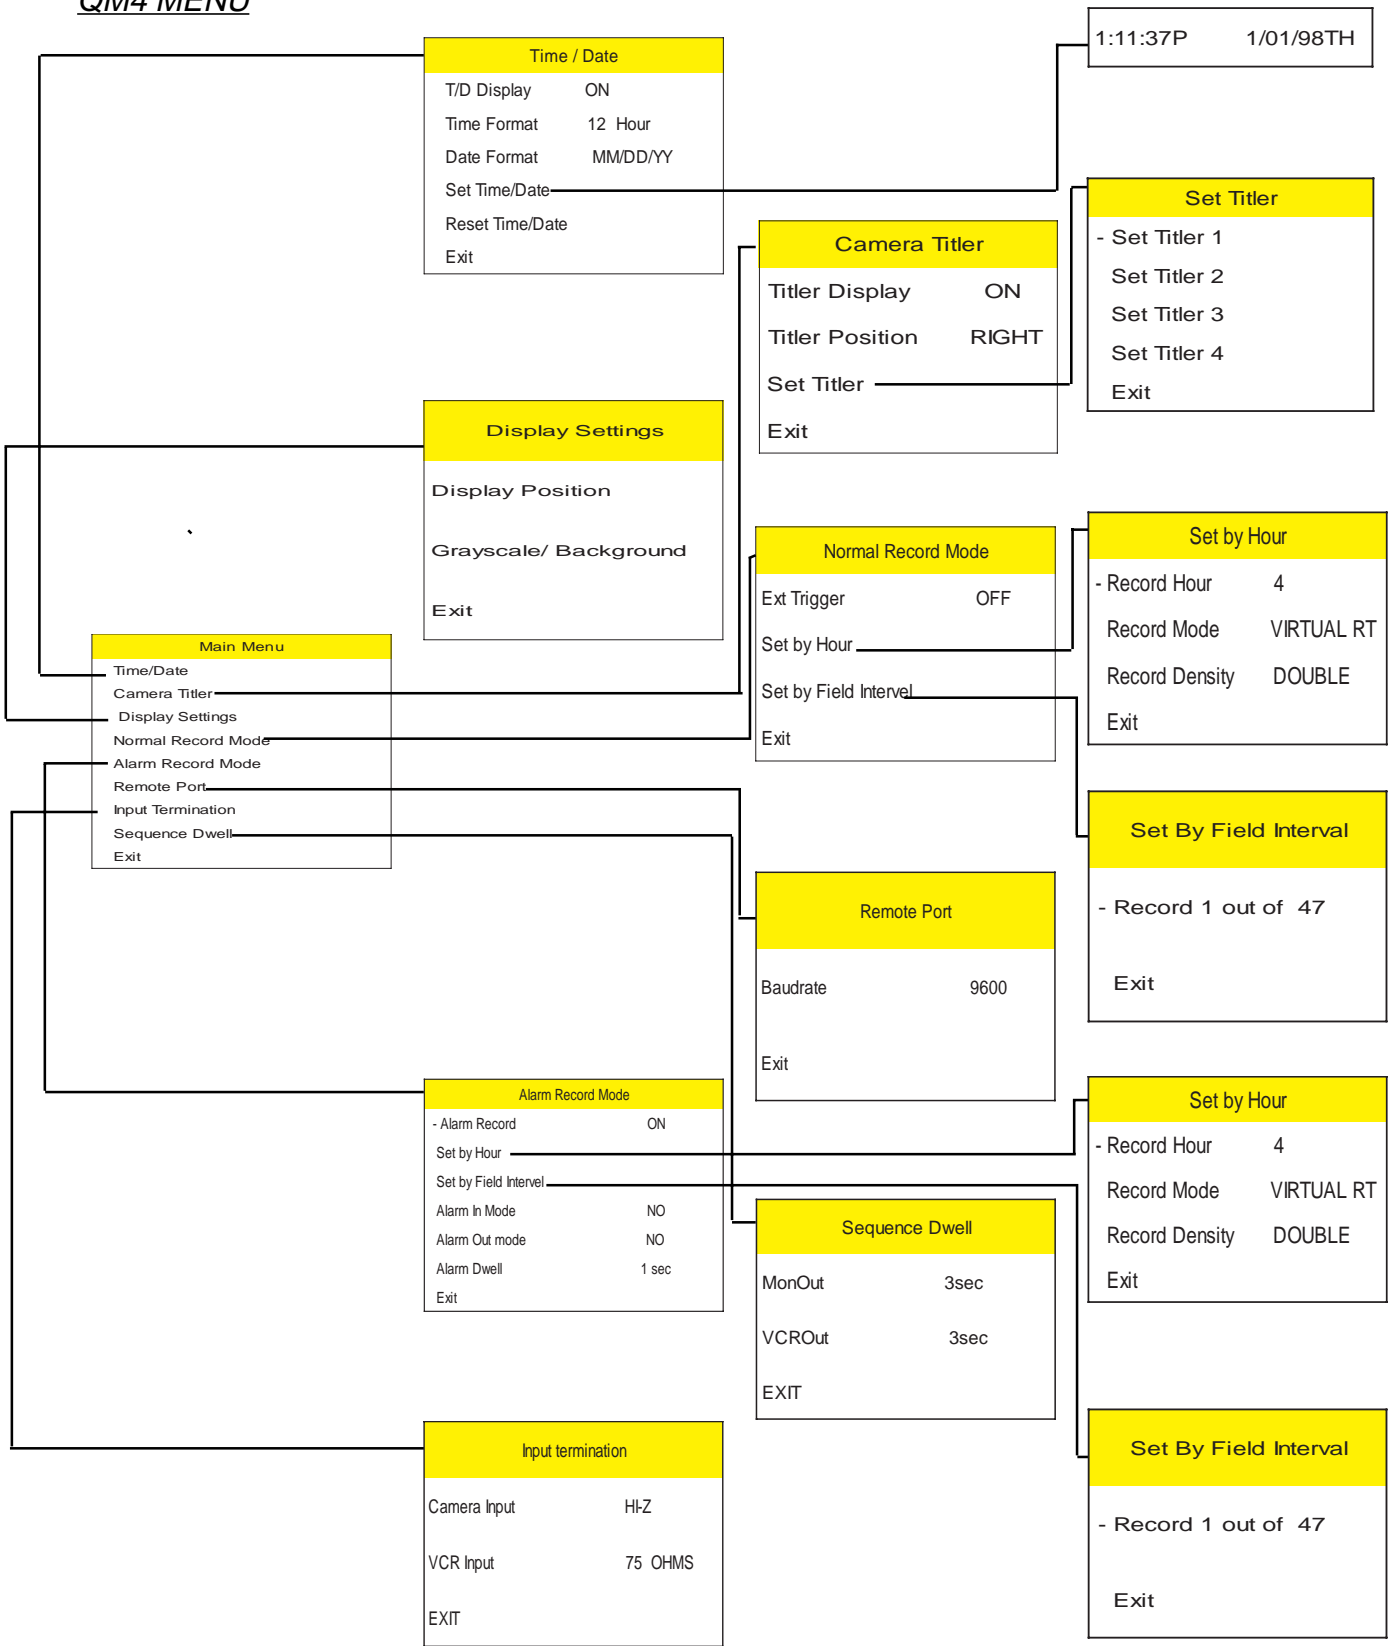 QM4 MENU
1:11:37P 1/01/98TH
Time / Date
T/D Display ON
Time Format 12 Hour
Date Format MM/DD/YY
Set Time/Date
Reset Time/Date
Exit
Set Titler
- Set Titler 1
Set Titler 2
Set Titler 3
Set Titler 4
Exit
Camera Titler
Titler Display ON
Titler Position RIGHT
Set Titler
Exit
Display Settings
Display Position
Grayscale/ Background
Exit
Normal Record Mode
Ext Trigger OFF
Set by Hour
Set by Field Intervel
Exit
Set by Hour
- Record Hour 4
Record Mode VIRTUAL RT
Record Density DOUBLE
Exit
Main Menu
Time/Date
Camera Titler
Display Settings
Normal Record Mode
Alarm Record Mode
Remote Port
Input Termination
Sequence Dwell
Exit
Set By Field Interval
- Record 1 out of 47
Exit
Remote Port
Baudrate 9600
Exit
Alarm Record Mode
- Alarm Record ON
Set by Hour
Set by Field Intervel
Alarm In Mode NO
Alarm Out mode NO
Alarm Dwell 1 sec
Exit
Set by Hour
- Record Hour 4
Record Mode VIRTUAL RT
Record Density DOUBLE
Exit
Sequence Dwell
MonOut 3sec
VCROut 3sec
EXIT
Input termination
Camera Input HI-Z
VCR Input 75 OHMS
EXIT
Set By Field Interval
- Record 1 out of 47
Exit